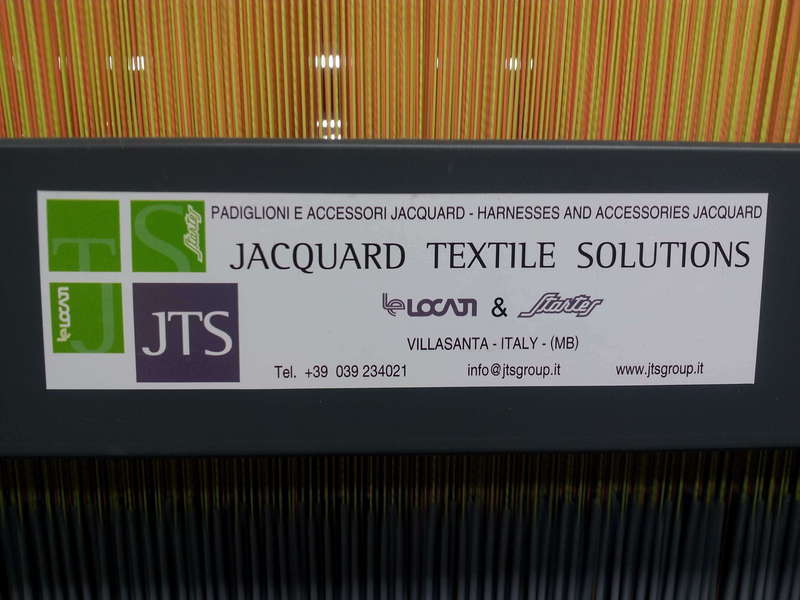 PADIGLIONI E ACCESSORI JACQUARD - HARNESSES AND ACCESSORIES JACQUARD
JACQUARD TEXTILE SOLUTIONS
LOCATI & Startes
VILLASANTA - ITALY - (MB)
Tel. +39 039 234021 info@jtsgroup.it www.jtsgroup.it
T
S
J
LOCATI
JTS